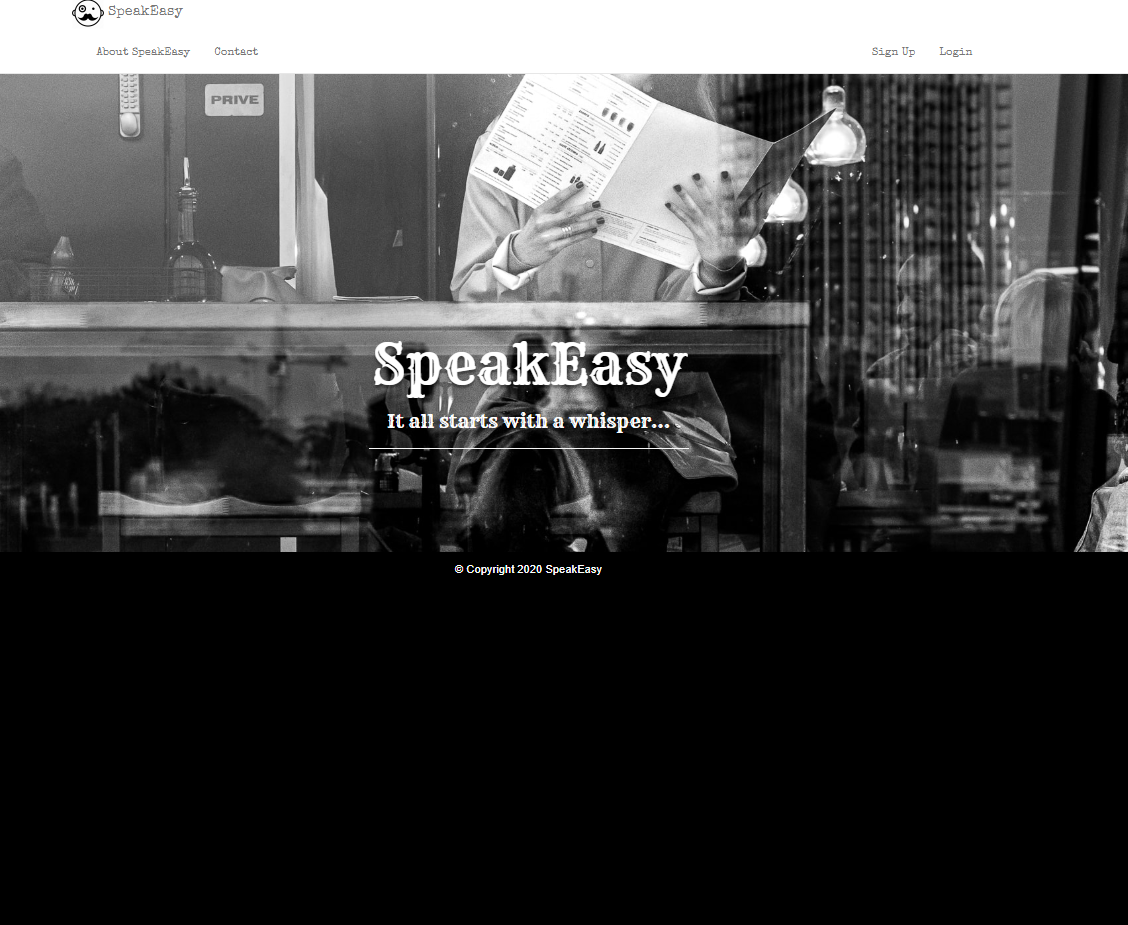 SpeakEasy
About SpeakEasy Contact Sign Up Login
PRIVE
SpeakEasy
It all starts with a whisper...
© Copyright 2020 SpeakEasy